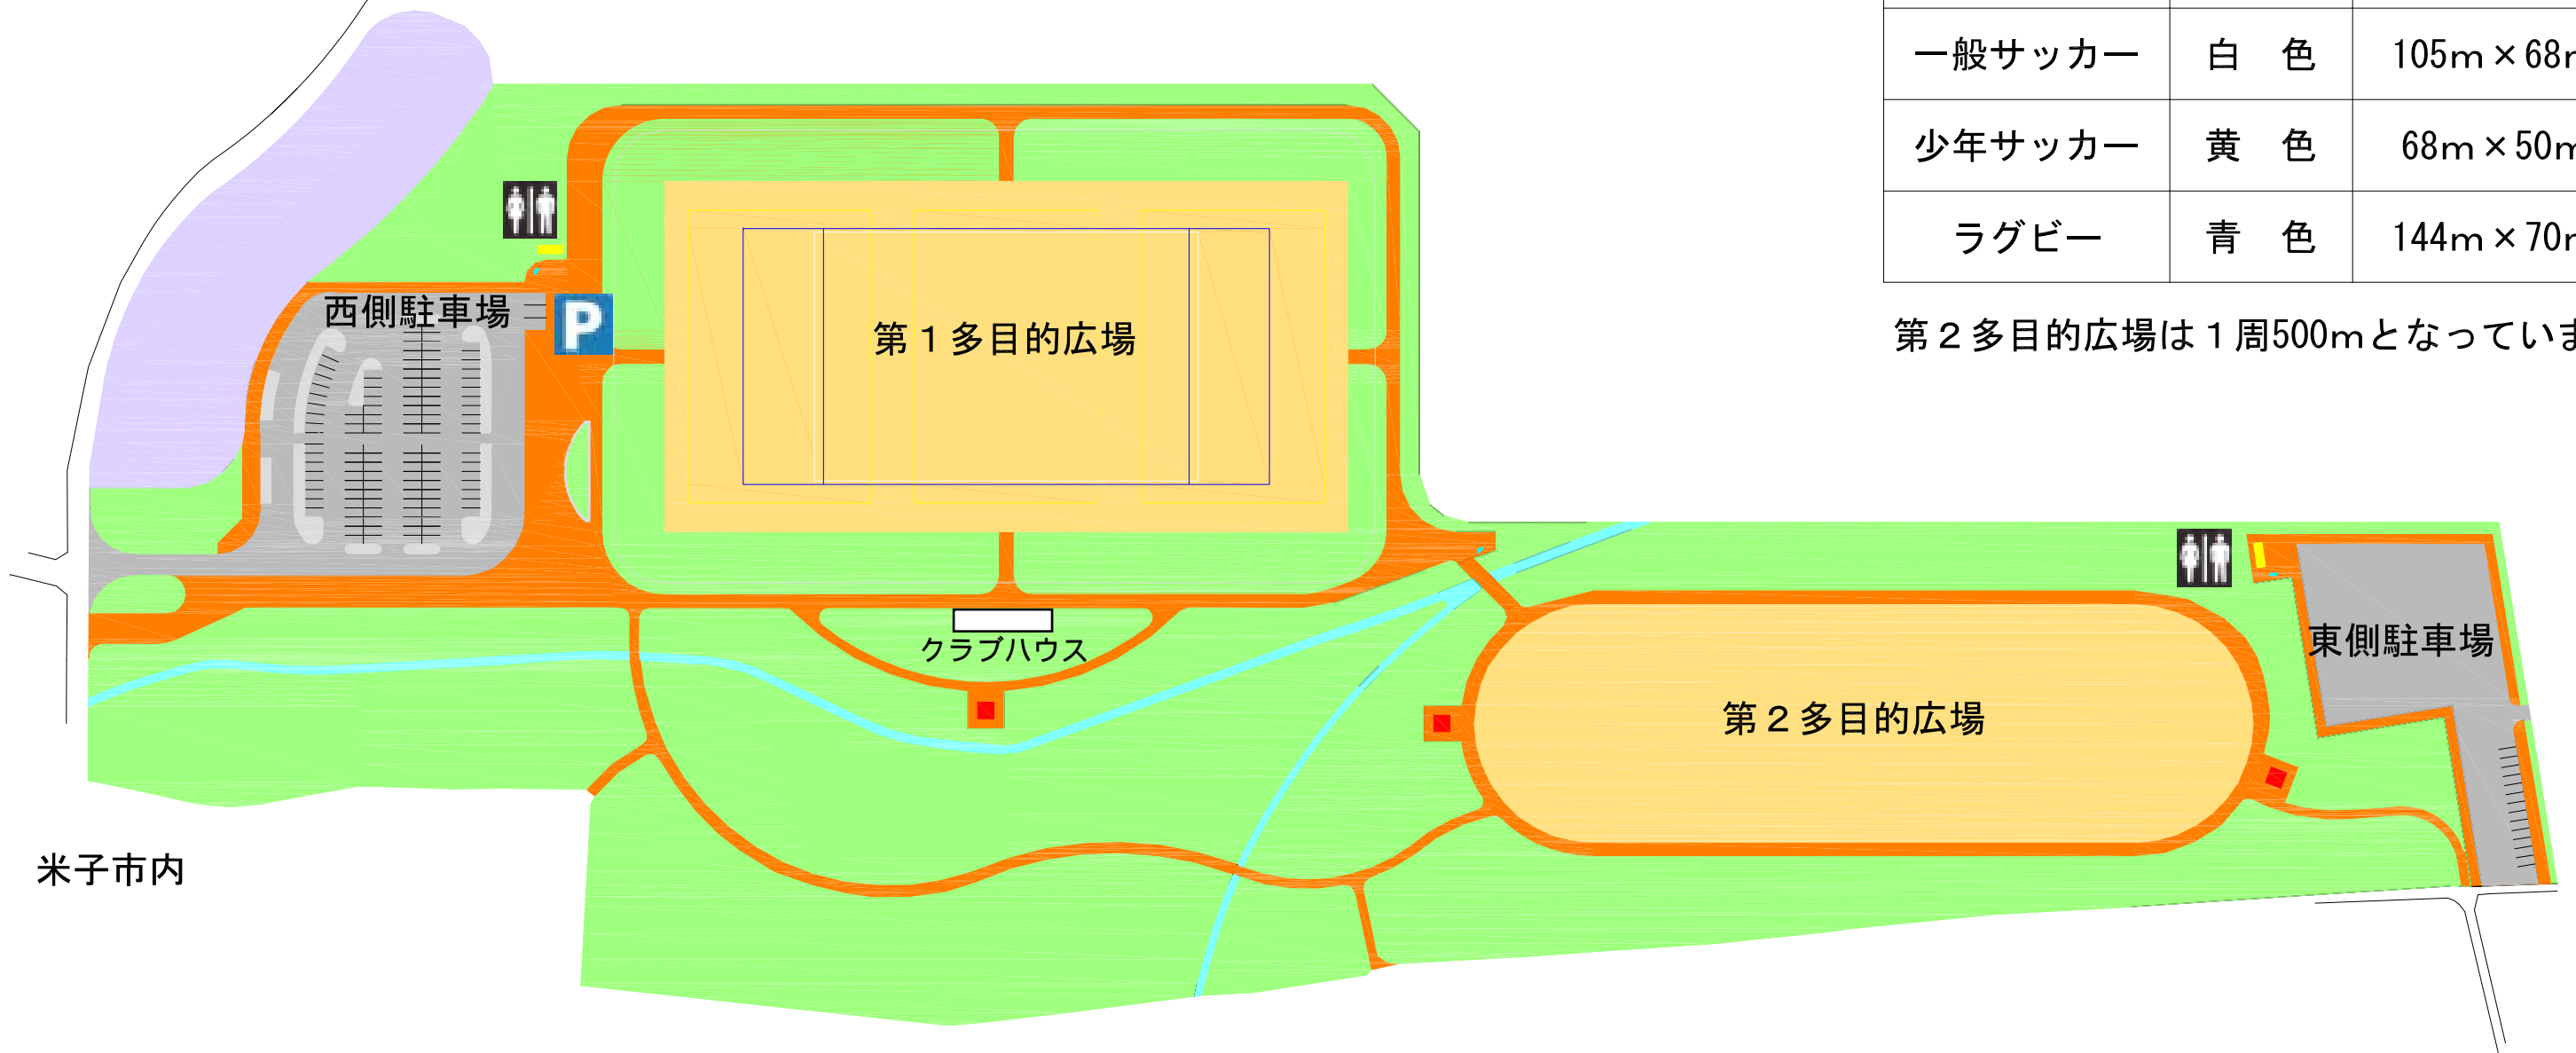 一般サッカー 白 色 105m×68m
少年サッカー 黄 色 68m×50m
ラグビー 青 色 144m×70m
第２多目的広場は１周500mとなっていま
西側駐車場
P
第１多目的広場
クラブハウス
東側駐車場
第２多目的広場
米子市内